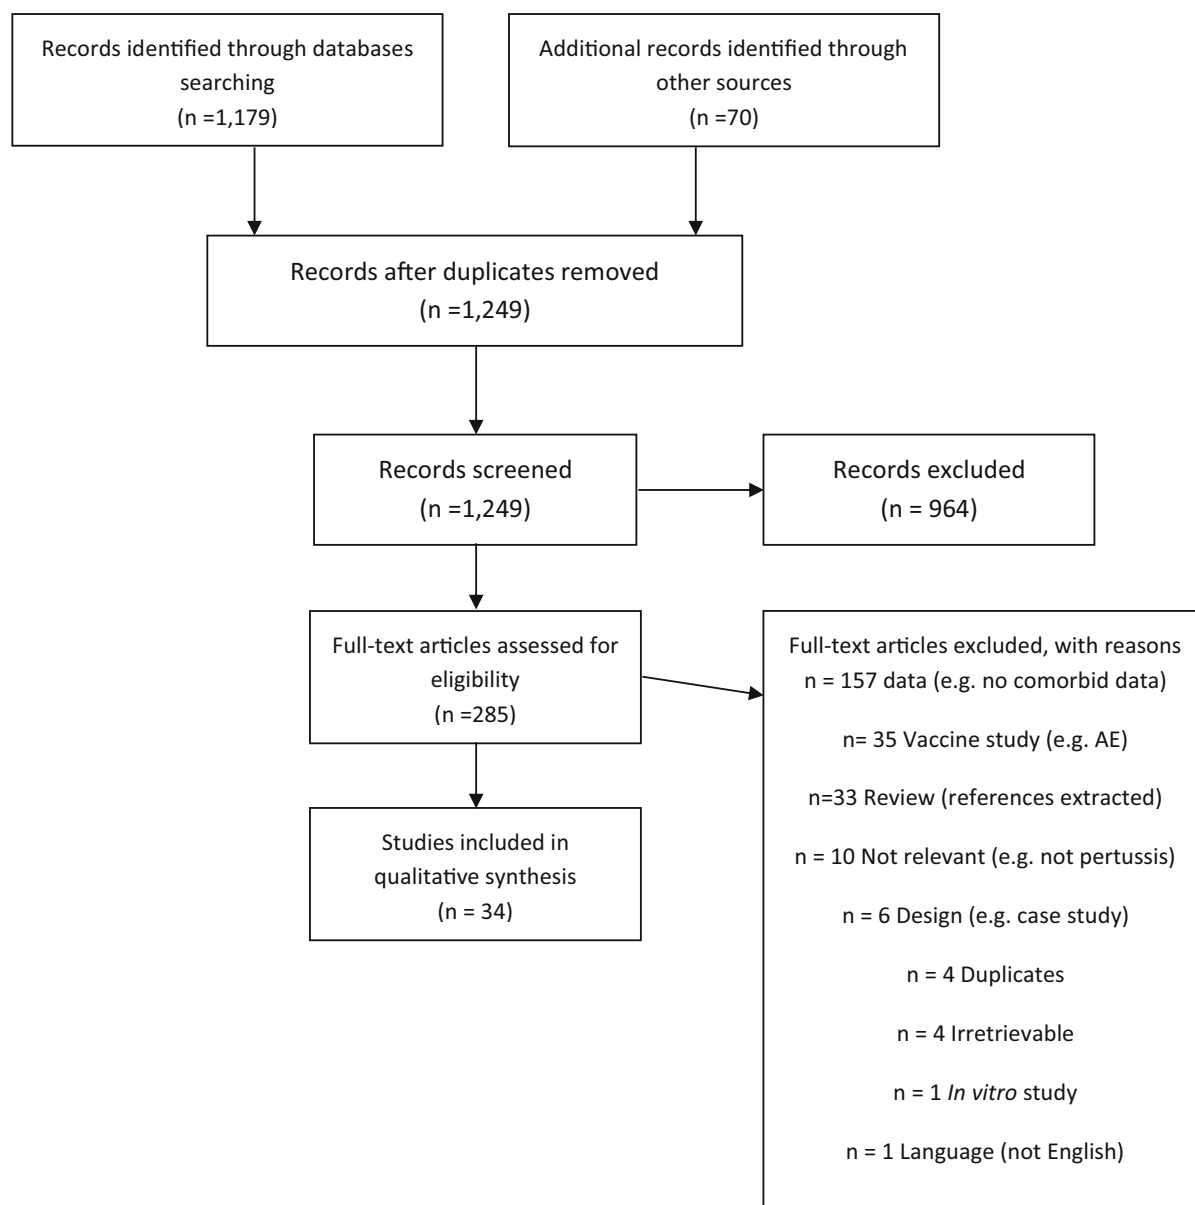 Records identified through databases
searching
(n =1,179)
Additional records identified through
other sources
(n =70)
Records after duplicates removed
(n =1,249)
Records screened
(n =1,249)
Records excluded
(n = 964)
Full-text articles assessed for
eligibility
(n =285)
Full-text articles excluded, with reasons
n = 157 data (e.g. no comorbid data)
n= 35 Vaccine study (e.g. AE)
n=33 Review (references extracted)
n = 10 Not relevant (e.g. not pertussis)
n = 6 Design (e.g. case study)
n = 4 Duplicates
n = 4 Irretrievable
n = 1 In vitro study
n = 1 Language (not English)
Studies included in
qualitative synthesis
(n = 34)